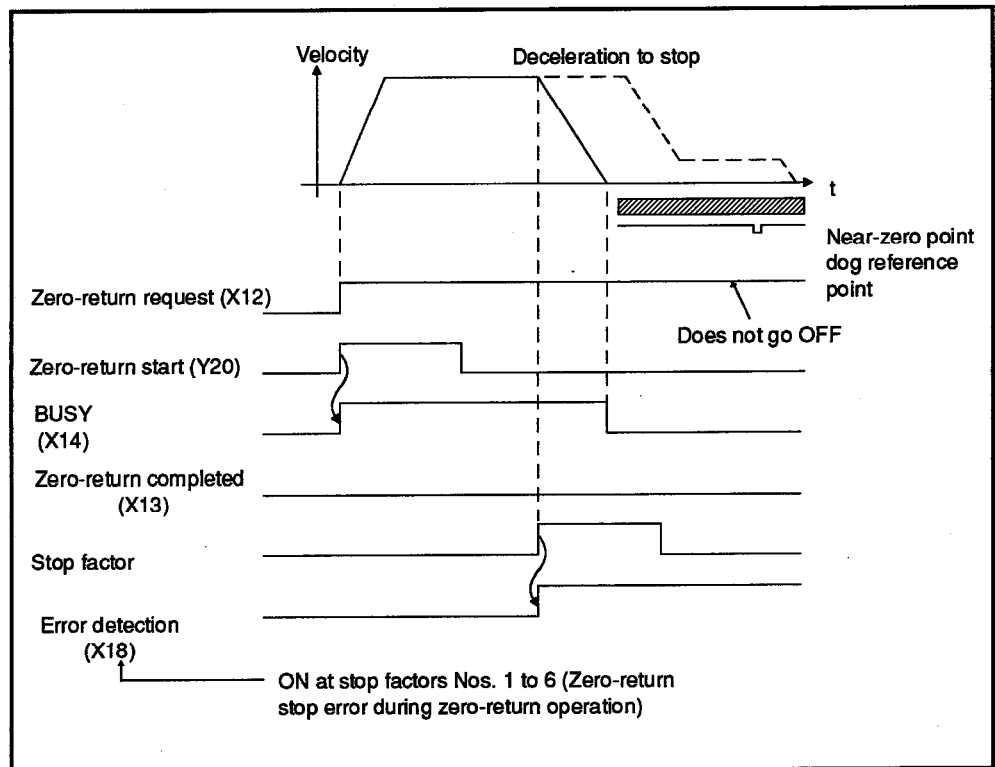 Velocity
Deceleration to stop
t
Near-zero point
dog reference
point
Zero-return request (X12)
Does not go OFF
Zero-return start (Y20)
BUSY
(X14)
Zero-return completed
(X13)
Stop factor
Error detection
(X18)
ON at stop factors Nos. 1 to 6 (Zero-return
stop error during zero-return operation)